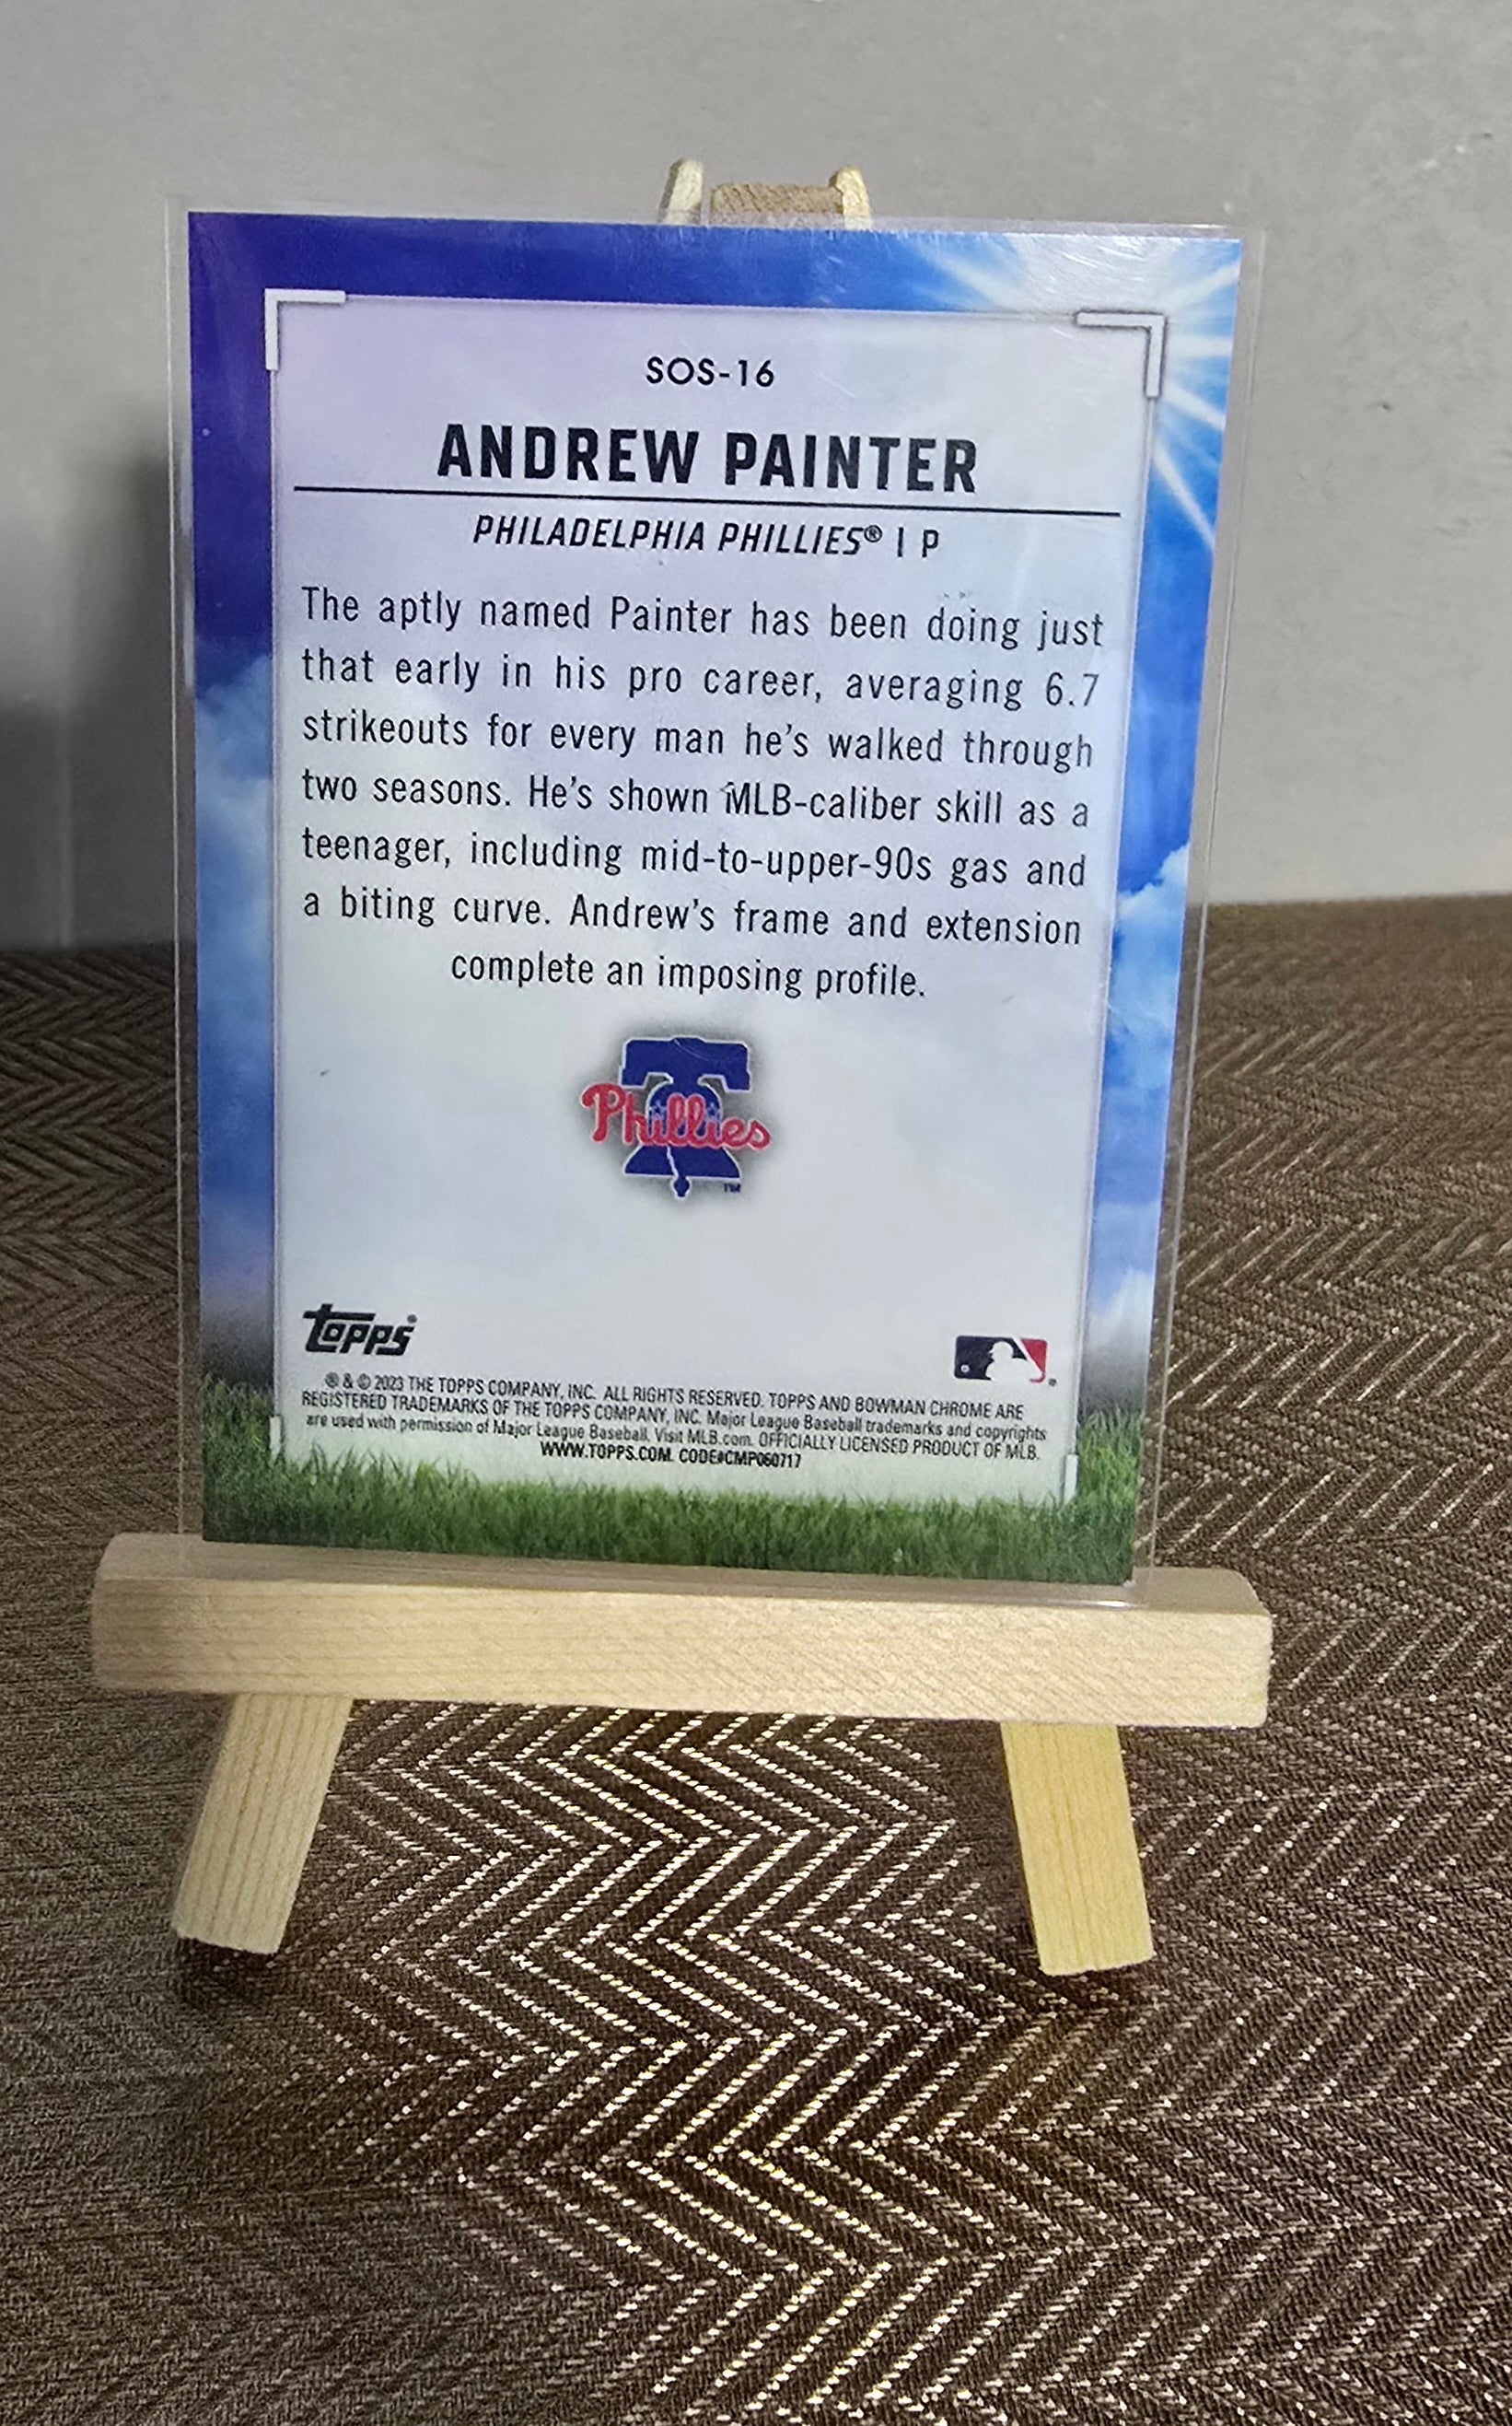 SOS-16
ANDREW PAINTER
PHILADELPHIA PHILLIES® | P
The aptly named Painter has been doing just
that early in his pro career, averaging 6.7
strikeouts for every man he's walked through
two seasons. He's shown MLB-caliber skill as a
teenager, including mid-to-upper-90s gas and
a biting curve. Andrew's frame and extension
complete an imposing profile.
Phillies
TM
topps®
® & © 2023 THE TOPPS COMPANY, INC. ALL RIGHTS RESERVED. TOPPS AND BOWMAN CHROME ARE
REGISTERED TRADEMARKS OF THE TOPPS COMPANY, INC. Major League Baseball trademarks and copyrights
are used with permission of Major League Baseball. Visit MLB.com. OFFICIALLY LICENSED PRODUCT OF MLB.
WWW.TOPPS.COM. CODE#CMP060717